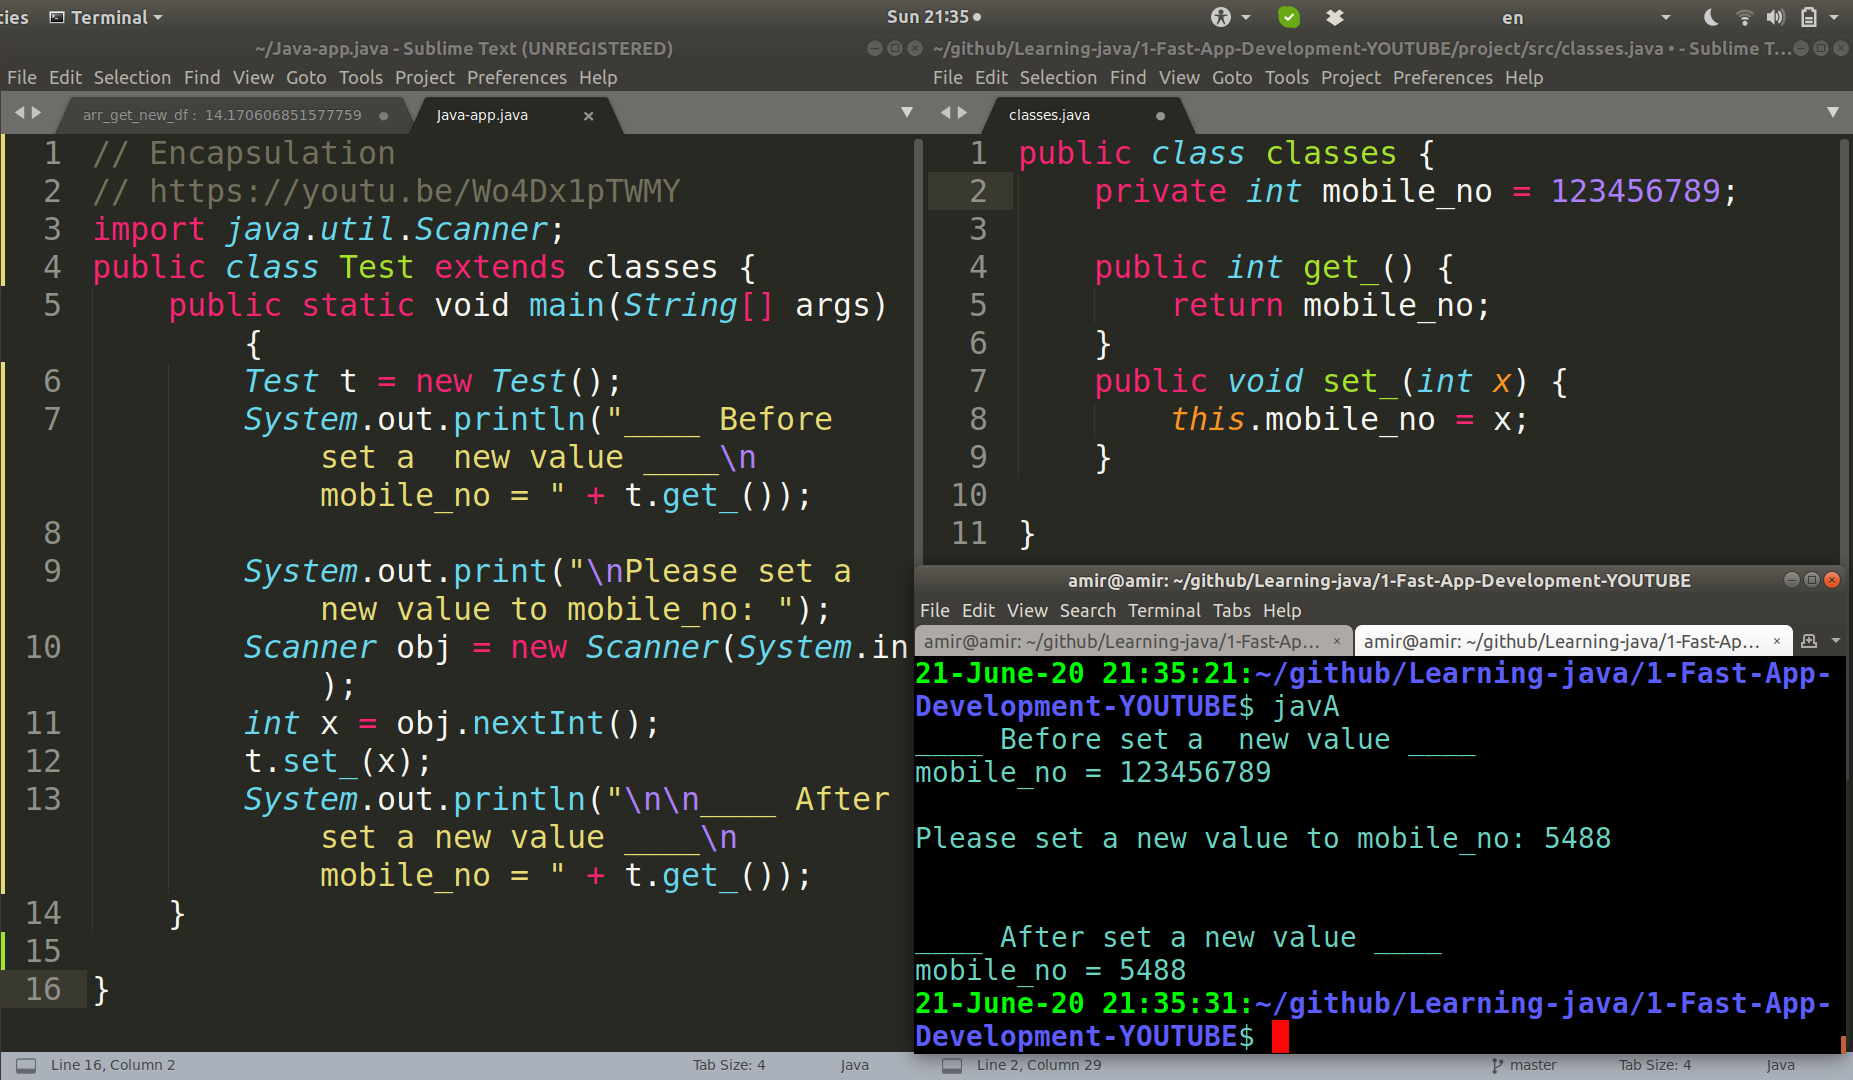 ties Terminal Sun 21:35 en
~/Java-app.java - Sublime Text (UNREGISTERED)
File Edit Selection Find View Goto Tools Project Preferences Help
arr_get_new_df : 14.170606851577759 Java-app.java
1 // Encapsulation
2 // https://youtu.be/Wo4Dx1pTWMY
3 import java.util.Scanner;
4 public class Test extends classes {
5 public static void main(String[] args)
{
6 Test t = new Test();
7 System.out.println("____ Before
set a  new value ____\n
mobile_no = " + t.get_());
8
9 System.out.print("\nPlease set a
new value to mobile_no: ");
10 Scanner obj = new Scanner(System.in
);
11 int x = obj.nextInt();
12 t.set_(x);
13 System.out.println("\n\n____ After
set a new value ____\n
mobile_no = " + t.get_());
14 }
15
16 }
Line 16, Column 2 Tab Size: 4 Java
~/github/Learning-java/1-Fast-App-Development-YOUTUBE/project/src/classes.java • - Sublime T...
File Edit Selection Find View Goto Tools Project Preferences Help
classes.java
1 public class classes {
2 private int mobile_no = 123456789;
3
4 public int get_() {
5 return mobile_no;
6 }
7 public void set_(int x) {
8 this.mobile_no = x;
9 }
10
11 }
amir@amir: ~/github/Learning-java/1-Fast-App-Development-YOUTUBE
File Edit View Search Terminal Tabs Help
amir@amir: ~/github/Learning-java/1-Fast-Ap... × amir@amir: ~/github/Learning-java/1-Fast-Ap... ×
21-June-20 21:35:21:~/github/Learning-java/1-Fast-App-
Development-YOUTUBE$ javA
____ Before set a  new value ____
mobile_no = 123456789
Please set a new value to mobile_no: 5488
____ After set a new value ____
mobile_no = 5488
21-June-20 21:35:31:~/github/Learning-java/1-Fast-App-
Development-YOUTUBE$
Line 2, Column 29 master Tab Size: 4 Java